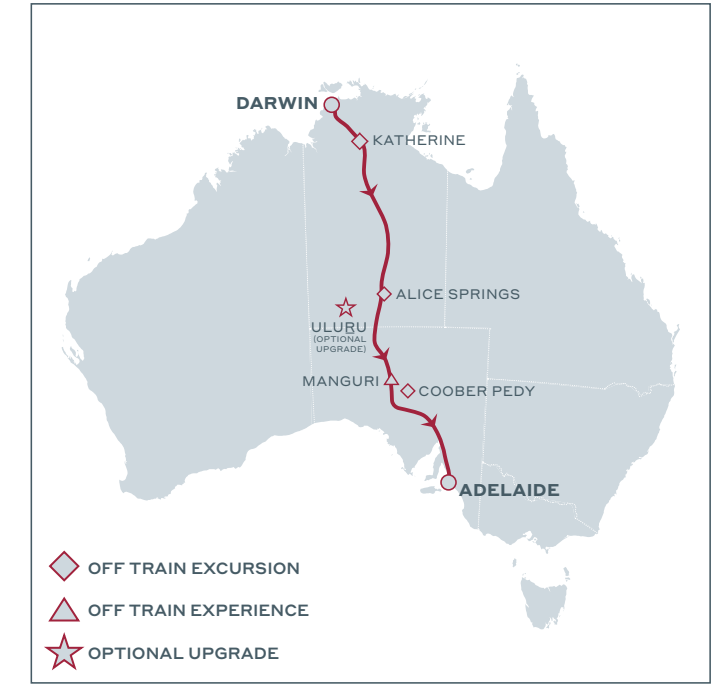 DARWIN
KATHERINE
ALICE SPRINGS
ULURU
(OPTIONAL
UPGRADE)
MANGURI
COOBER PEDY
ADELAIDE
OFF TRAIN EXCURSION
OFF TRAIN EXPERIENCE
OPTIONAL UPGRADE